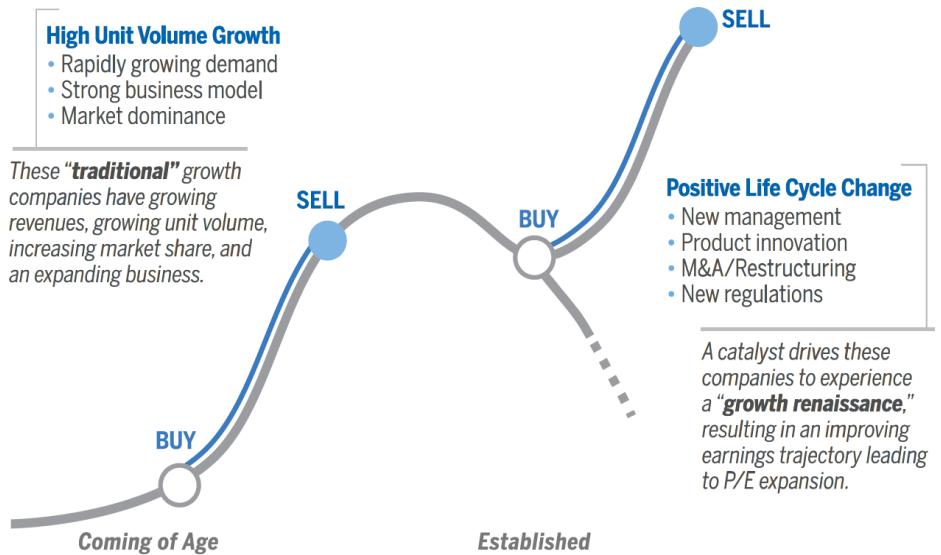 High Unit Volume Growth
• Rapidly growing demand
• Strong business model
• Market dominance
These “traditional” growth
companies have growing
revenues, growing unit volume,
increasing market share, and
an expanding business.
BUY
SELL
Coming of Age
BUY
SELL
Established
Positive Life Cycle Change
• New management
• Product innovation
• M&A/Restructuring
• New regulations
A catalyst drives these
companies to experience
a “growth renaissance,”
resulting in an improving
earnings trajectory leading
to P/E expansion.